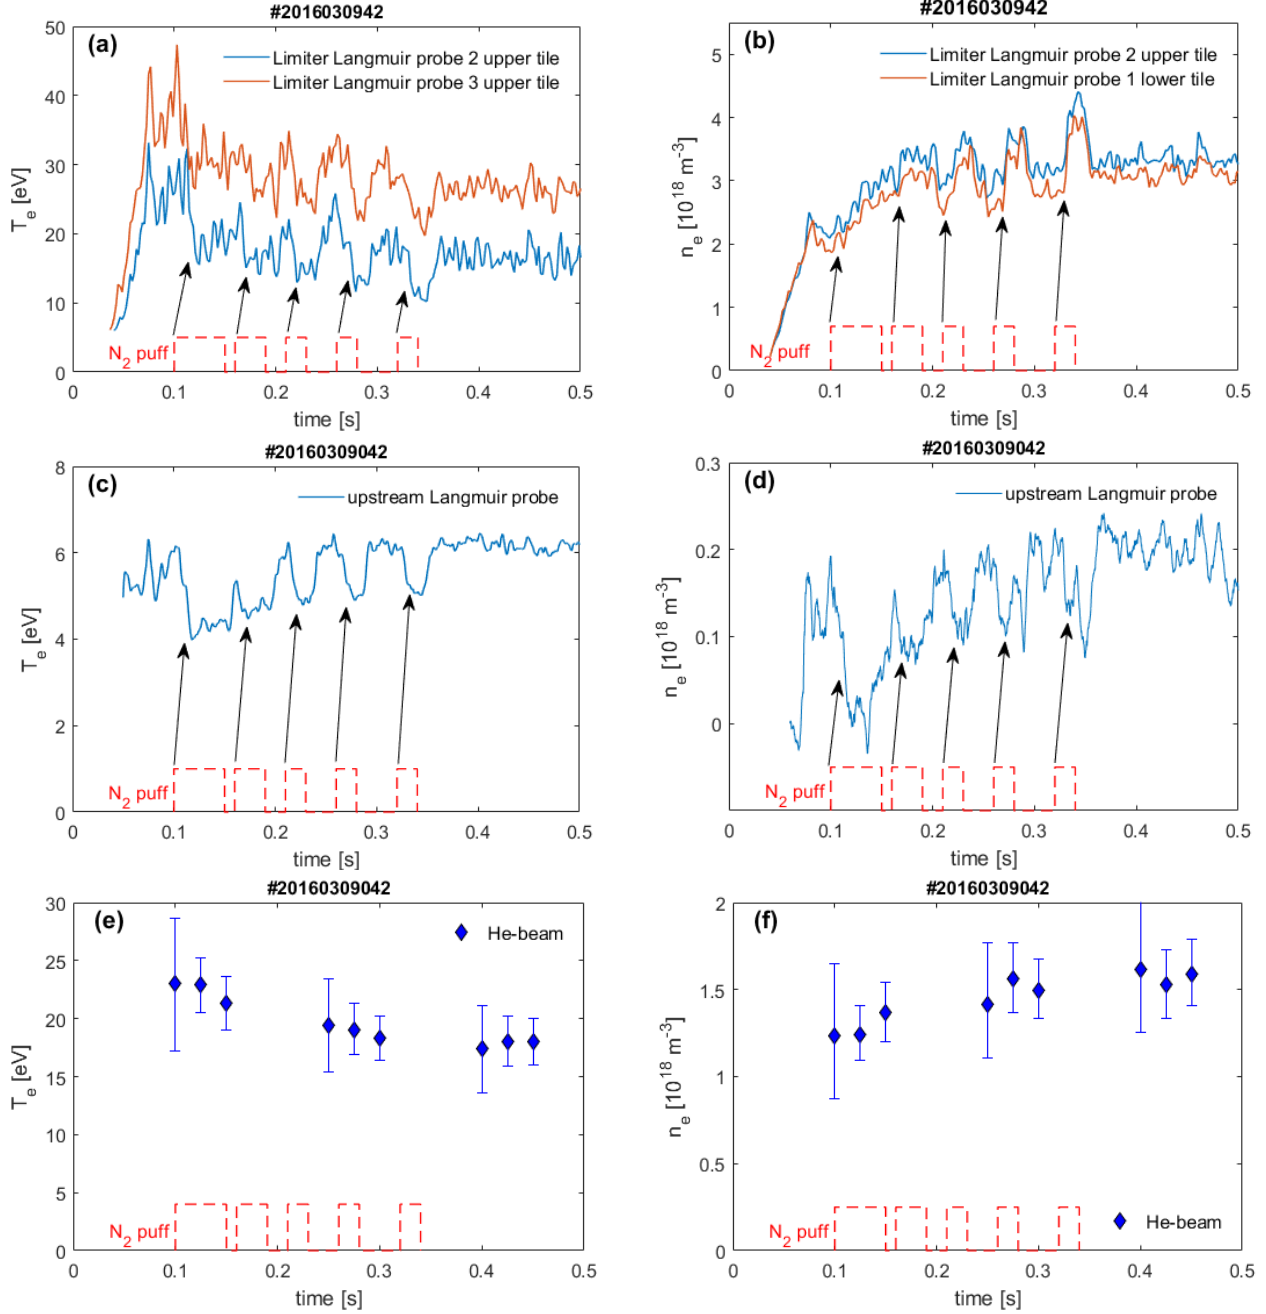 #2016030942
(a)
Limiter Langmuir probe 2 upper tile
Limiter Langmuir probe 3 upper tile
50
40
30
20
10
0
T_e [eV]
N_2 puff
0 0.1 0.2 0.3 0.4 0.5
time [s]
#2016030942
(b)
Limiter Langmuir probe 2 upper tile
Limiter Langmuir probe 1 lower tile
5
4
3
2
1
0
n_e [10^18 m^-3]
N_2 puff
0 0.1 0.2 0.3 0.4 0.5
time [s]
#20160309042
(c)
upstream Langmuir probe
8
6
4
2
0
T_e [eV]
N_2 puff
0 0.1 0.2 0.3 0.4 0.5
time [s]
#20160309042
(d)
upstream Langmuir probe
0.3
0.2
0.1
0
n_e [10^18 m^-3]
N_2 puff
0 0.1 0.2 0.3 0.4 0.5
time [s]
#20160309042
(e)
He-beam
30
25
20
15
10
5
0
T_e [eV]
N_2 puff
0 0.1 0.2 0.3 0.4 0.5
time [s]
#20160309042
(f)
2
1.5
1
0.5
0
n_e [10^18 m^-3]
N_2 puff
He-beam
0 0.1 0.2 0.3 0.4 0.5
time [s]